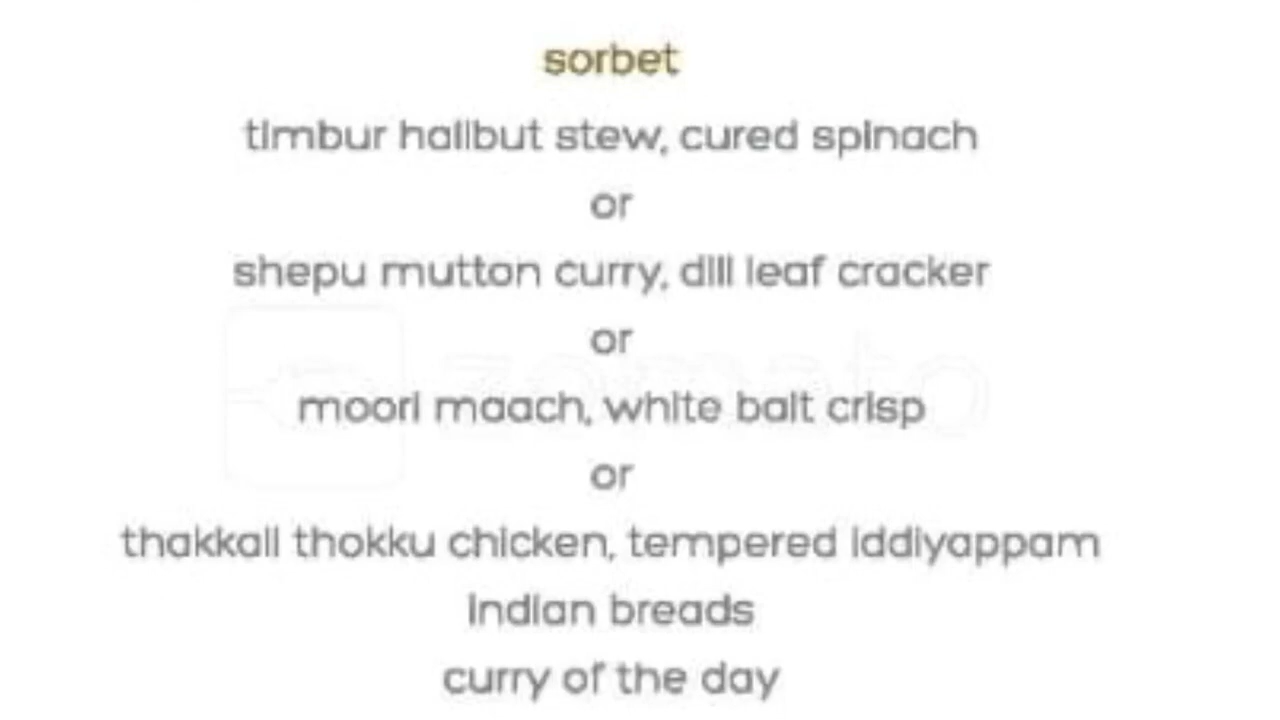 sorbet
timbur halibut stew, cured spinach
or
shepu mutton curry, dill leaf cracker
or
moori maach, white bait crisp
or
thakkali thokku chicken, tempered iddiyappam
indian breads
curry of the day
zomato